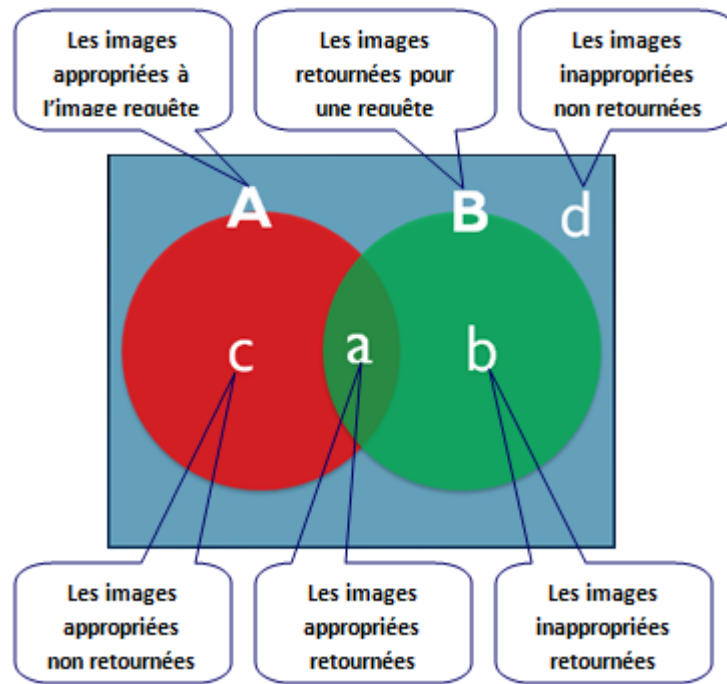 Les images
appropriées à
l'image requête
Les images
retournées pour
une requête
Les images
inappropriées
non retournées
A
B
d
c
a
b
Les images
appropriées
non retournées
Les images
appropriées
retournées
Les images
inappropriées
retournées